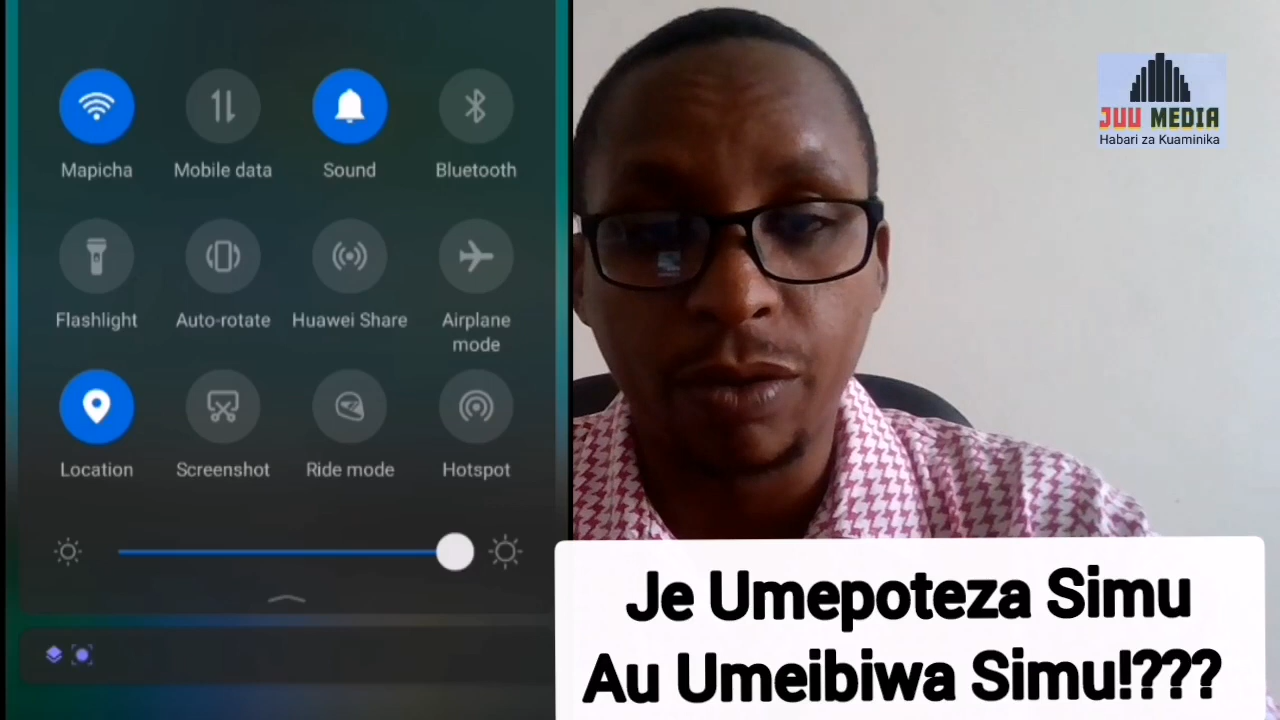 Mapicha
Mobile data
Sound
Bluetooth
Flashlight
Auto-rotate
Huawei Share
Airplane
mode
Location
Screenshot
Ride mode
Hotspot
JUU MEDIA
Habari za Kuaminika
Je Umepoteza Simu
Au Umeibiwa Simu!???